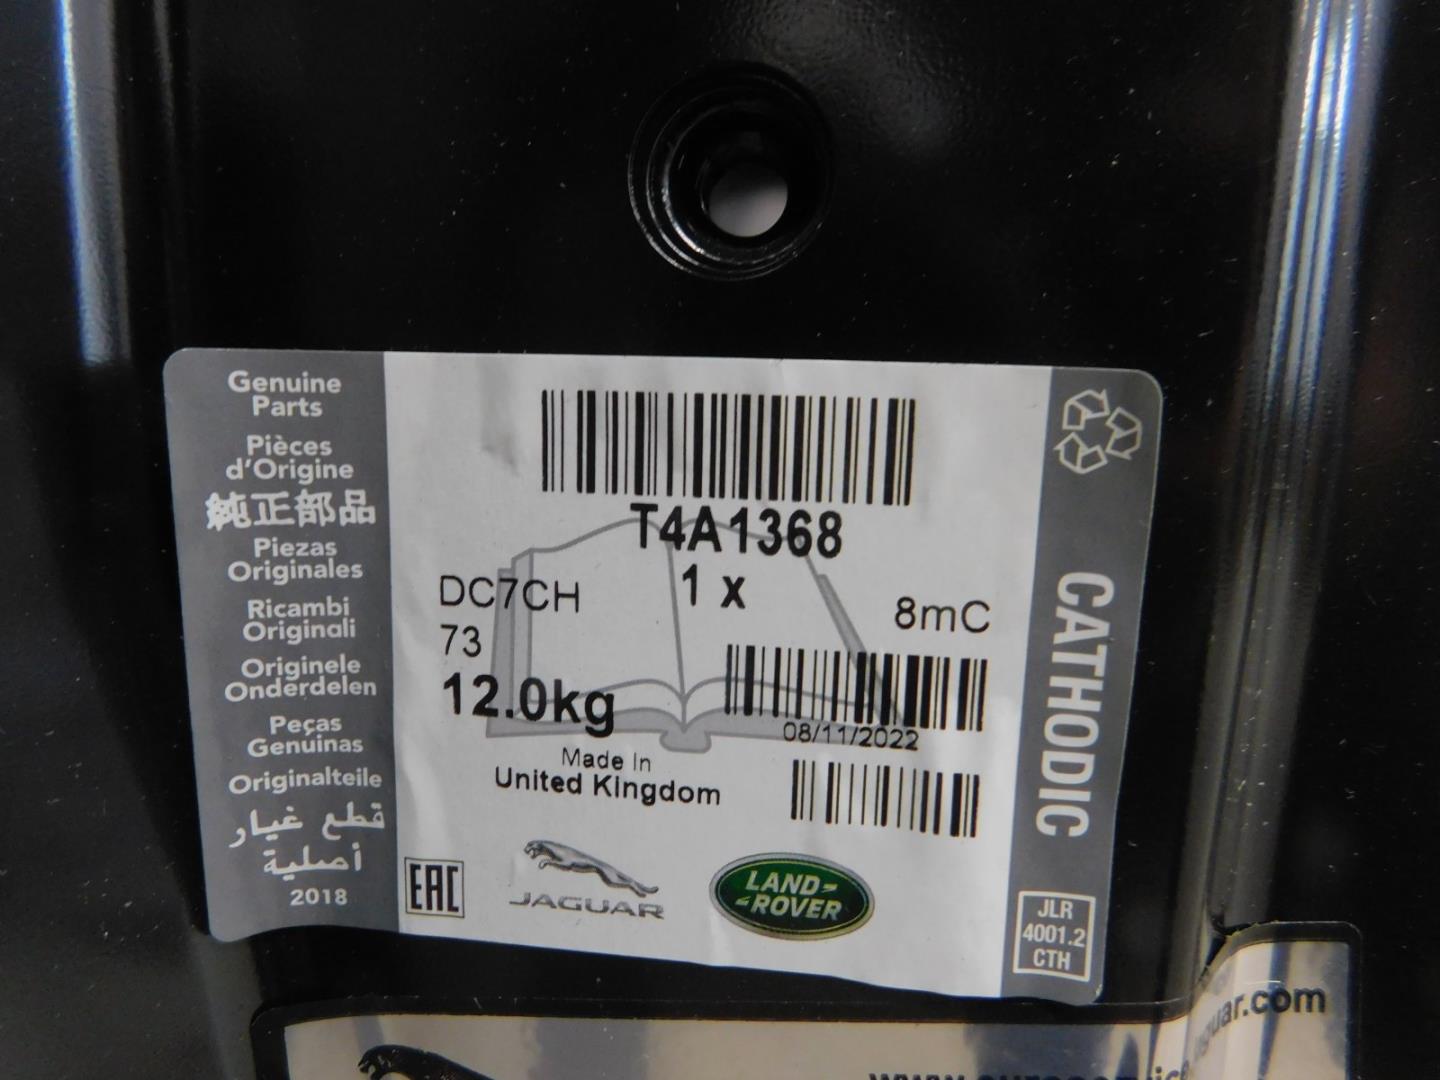 Genuine
Parts
Pièces
d'Origine
純正部品
Piezas
Originales
Ricambi
Originali
Originele
Onderdelen
Peças
Genuinas
Originalteile
قطع غيار
أصلية
2018
T4A1368
1 x
DC7CH
8mC
73
12.0kg
08/11/2022
Made In
United Kingdom
EAC
JAGUAR
LAND-
-ROVER
CATHODIC
JLR
4001.2
CTH